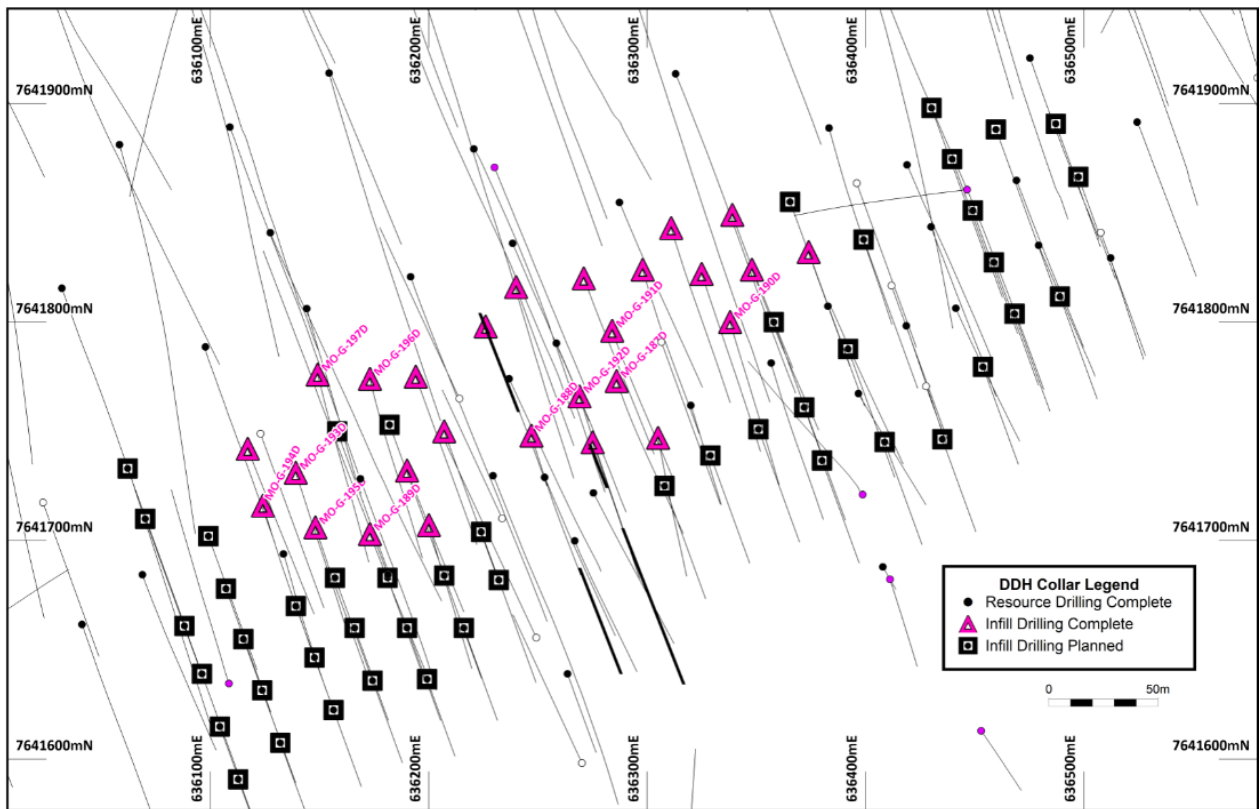 636100mE
636200mE
636300mE
636400mE
636500mE
7641900mN
7641900mN
7641800mN
7641800mN
MO-G-191D
MO-G-190D
MO-G-197D
MO-G-196D
MO-G-192D
MO-G-187D
MO-G-188D
MO-G-193D
MO-G-194D
MO-G-195D
MO-G-189D
7641700mN
7641700mN
DDH Collar Legend
Resource Drilling Complete
Infill Drilling Complete
Infill Drilling Planned
0 50m
7641600mN
7641600mN
636100mE
636200mE
636300mE
636400mE
636500mE